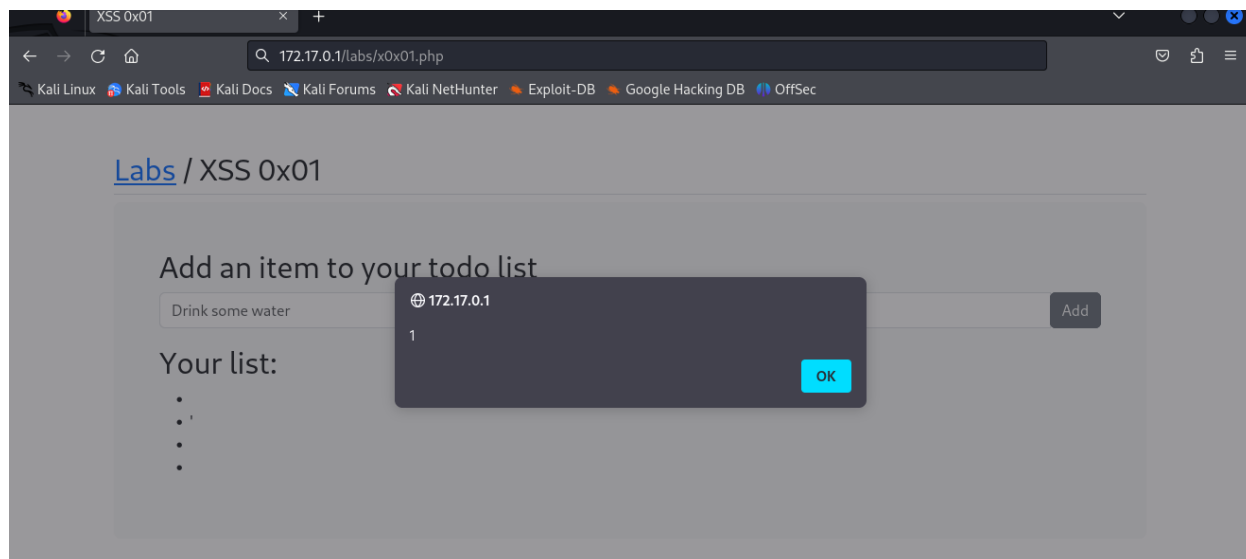 XSS 0x01
172.17.0.1/labs/x0x01.php
Kali Linux Kali Tools Kali Docs Kali Forums Kali NetHunter Exploit-DB Google Hacking DB OffSec
Labs / XSS 0x01
Add an item to your todo list
Drink some water Add
172.17.0.1
1
OK
Your list:
'